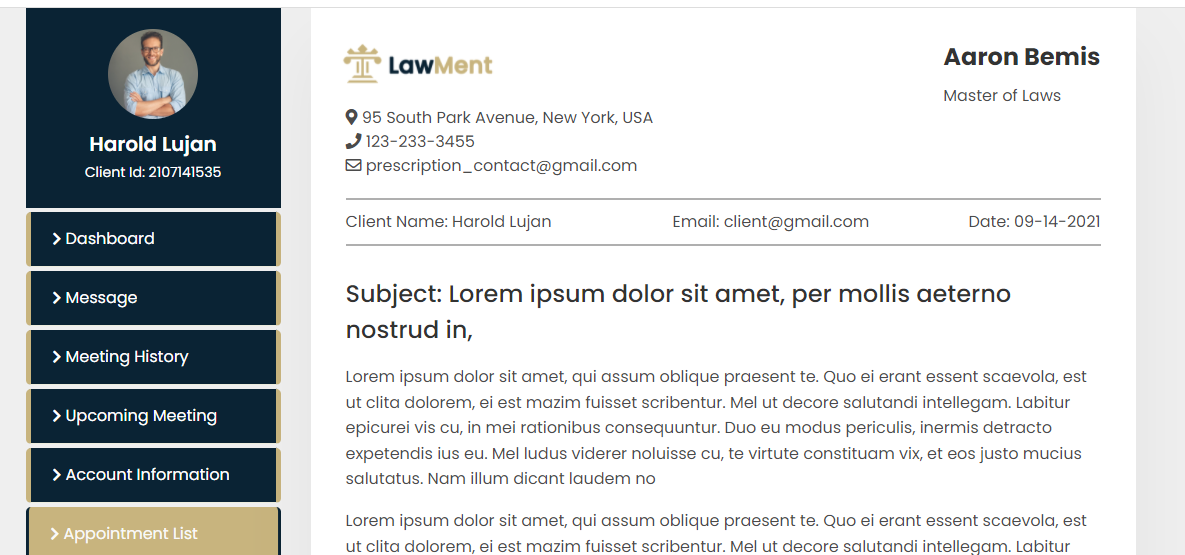 Harold Lujan
Client Id: 2107141535
Dashboard
Message
Meeting History
Upcoming Meeting
Account Information
Appointment List
LawMent
95 South Park Avenue, New York, USA
123-233-3455
prescription_contact@gmail.com
Aaron Bemis
Master of Laws
Client Name: Harold Lujan Email: client@gmail.com Date: 09-14-2021
Subject: Lorem ipsum dolor sit amet, per mollis aeterno
nostrud in,
Lorem ipsum dolor sit amet, qui assum oblique praesent te. Quo ei erant essent scaevola, est
ut clita dolorem, ei est mazim fuisset scribentur. Mel ut decore salutandi intellegam. Labitur
epicurei vis cu, in mei rationibus consequuntur. Duo eu modus periculis, inermis detracto
expetendis ius eu. Mel ludus viderer noluisse cu, te virtute constituam vix, et eos justo mucius
salutatus. Nam illum dicant laudem no
Lorem ipsum dolor sit amet, qui assum oblique praesent te. Quo ei erant essent scaevola, est
ut clita dolorem, ei est mazim fuisset scribentur. Mel ut decore salutandi intellegam. Labitur